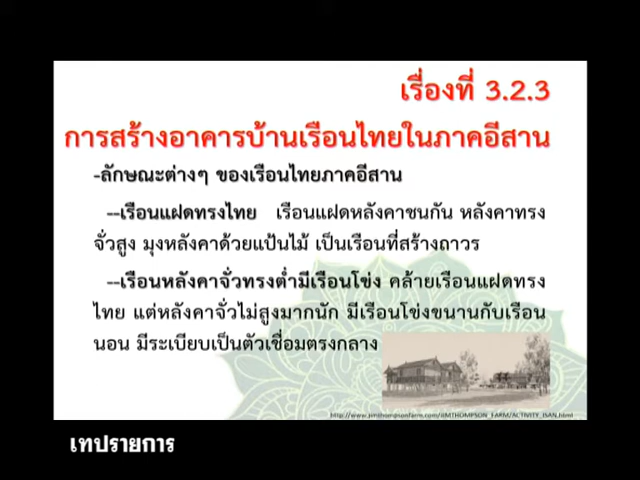 เรื่องที่ 3.2.3
การสร้างอาคารบ้านเรือนไทยในภาคอีสาน
-ลักษณะต่างๆ ของเรือนไทยภาคอีสาน
--เรือนแฝดทรงไทย เรือนแฝดหลังคาชนกัน หลังคาทรง
จั่วสูง มุงหลังคาด้วยแป้นไม้ เป็นเรือนที่สร้างถาวร
--เรือนหลังคาจั่วทรงต่ำมีเรือนโข่ง คล้ายเรือนแฝดทรง
ไทย แต่หลังคาจั่วไม่สูงมากนัก มีเรือนโข่งขนานกับเรือน
นอน มีระเบียบเป็นตัวเชื่อมตรงกลาง
http://www.jimthompsonfarm.com/JIMTHOMPSON_FARM/ACTIVITY_ISAN.html
เทปรายการ